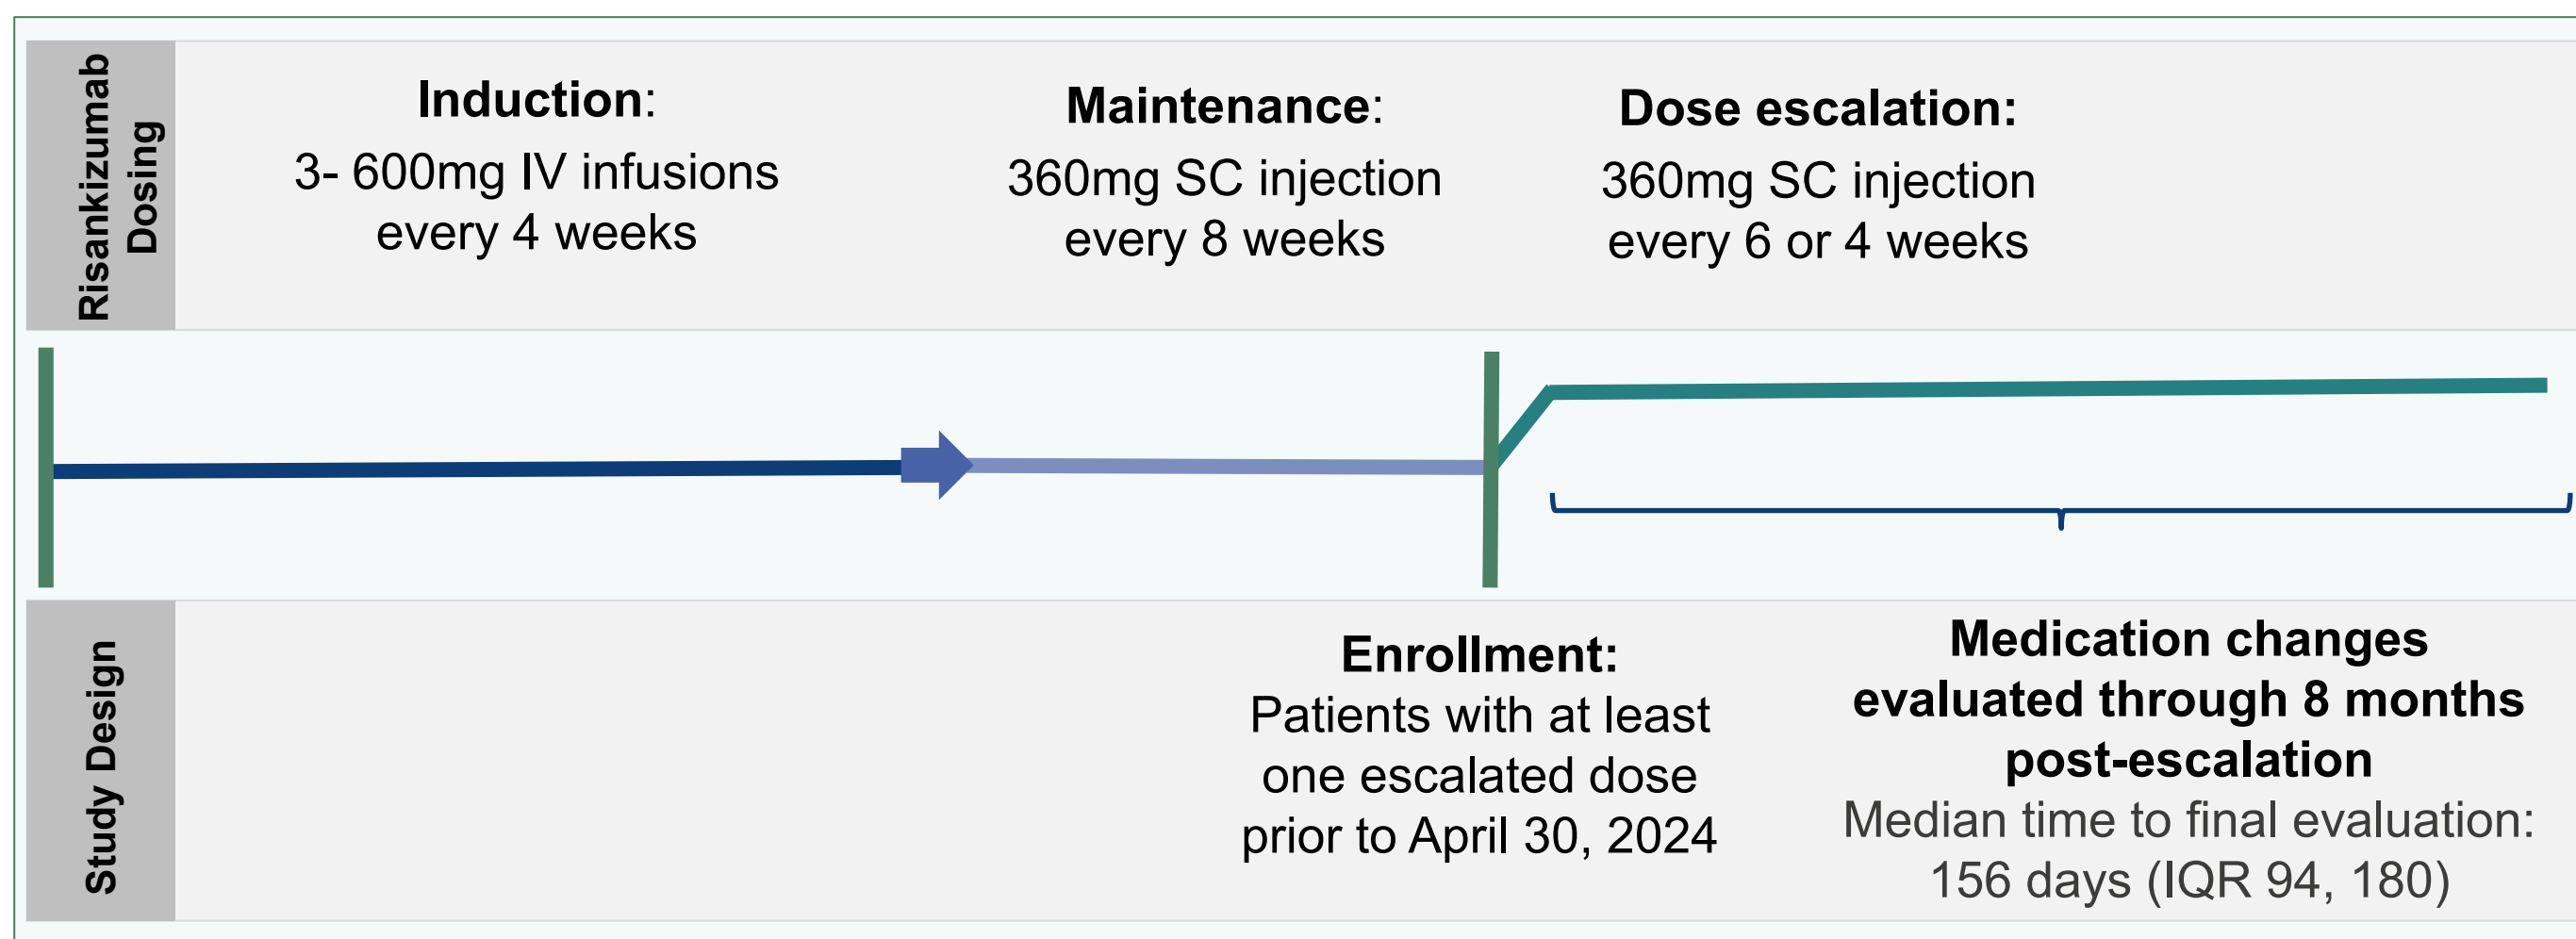 Risankizumab
Dosing
Induction:
3- 600mg IV infusions
every 4 weeks
Maintenance:
360mg SC injection
every 8 weeks
Dose escalation:
360mg SC injection
every 6 or 4 weeks
Study Design
Enrollment:
Patients with at least
one escalated dose
prior to April 30, 2024
Medication changes
evaluated through 8 months
post-escalation
Median time to final evaluation:
156 days (IQR 94, 180)